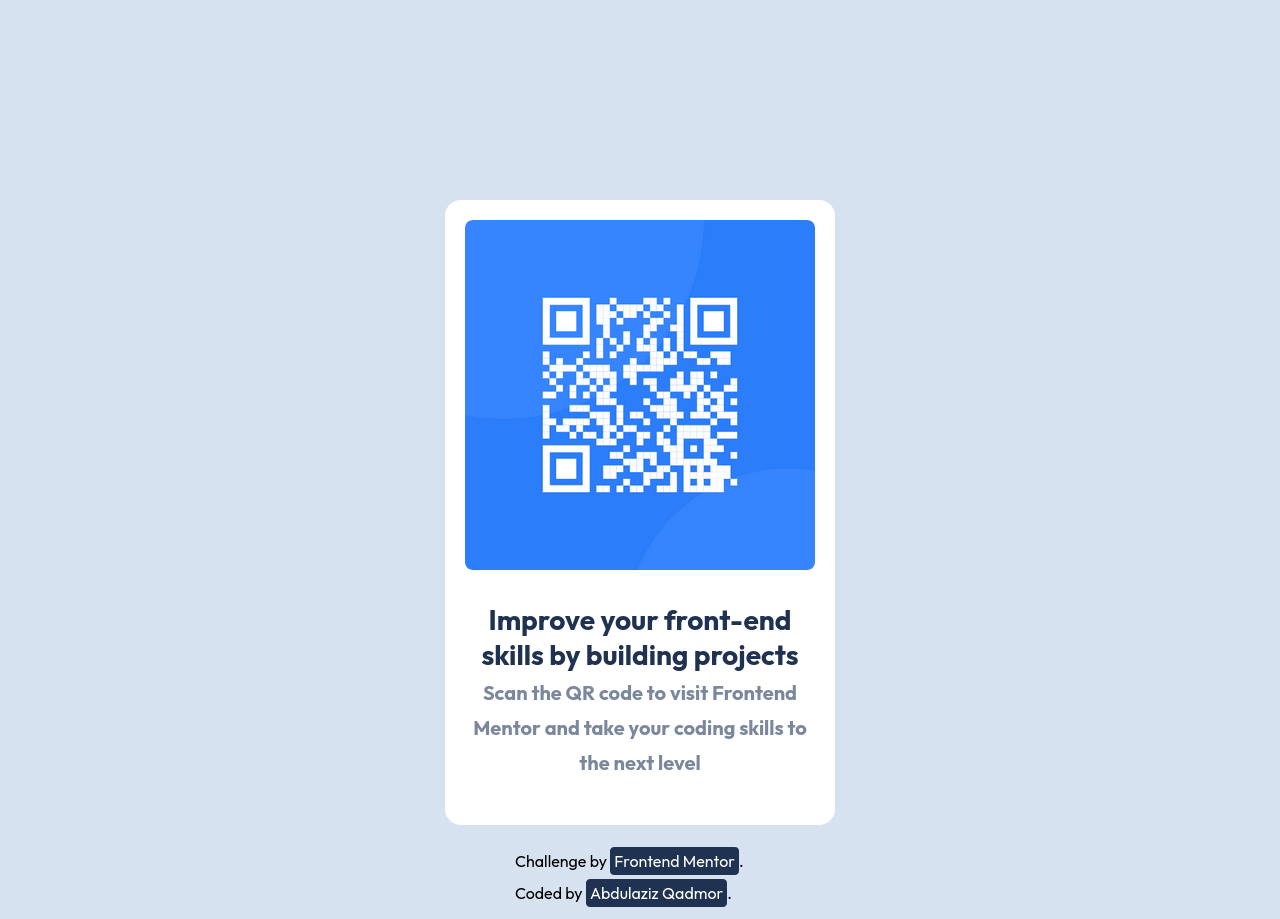 Improve your front-end
skills by building projects
Scan the QR code to visit Frontend
Mentor and take your coding skills to
the next level
Challenge by Frontend Mentor.
Coded by Abdulaziz Qadmor.